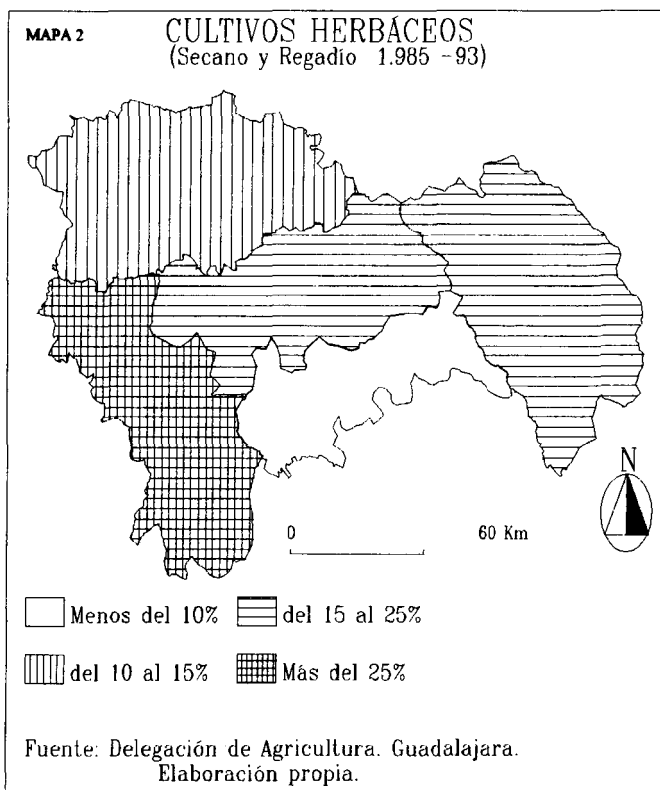 MAPA 2
CULTIVOS HERBÁCEOS
(Secano y Regadío 1.985 -93)
N
0 60 Km
Menos del 10%
del 15 al 25%
del 10 al 15%
Más del 25%
Fuente: Delegación de Agricultura. Guadalajara.
Elaboración propia.